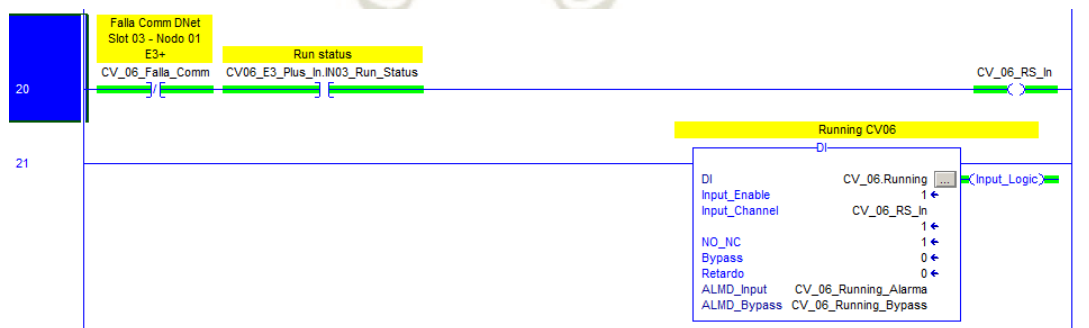 Falla Comm DNet
Slot 03 - Nodo 01
E3+
CV_06_Falla_Comm
Run status
CV06_E3_Plus_In.IN03_Run_Status
CV_06_RS_In
20
21
Running CV06
DI
DI CV_06.Running ...
Input_Logic
Input_Enable 1
Input_Channel CV_06_RS_In
1
NO_NC 1
Bypass 0
Retardo 0
ALMD_Input CV_06_Running_Alarma
ALMD_Bypass CV_06_Running_Bypass